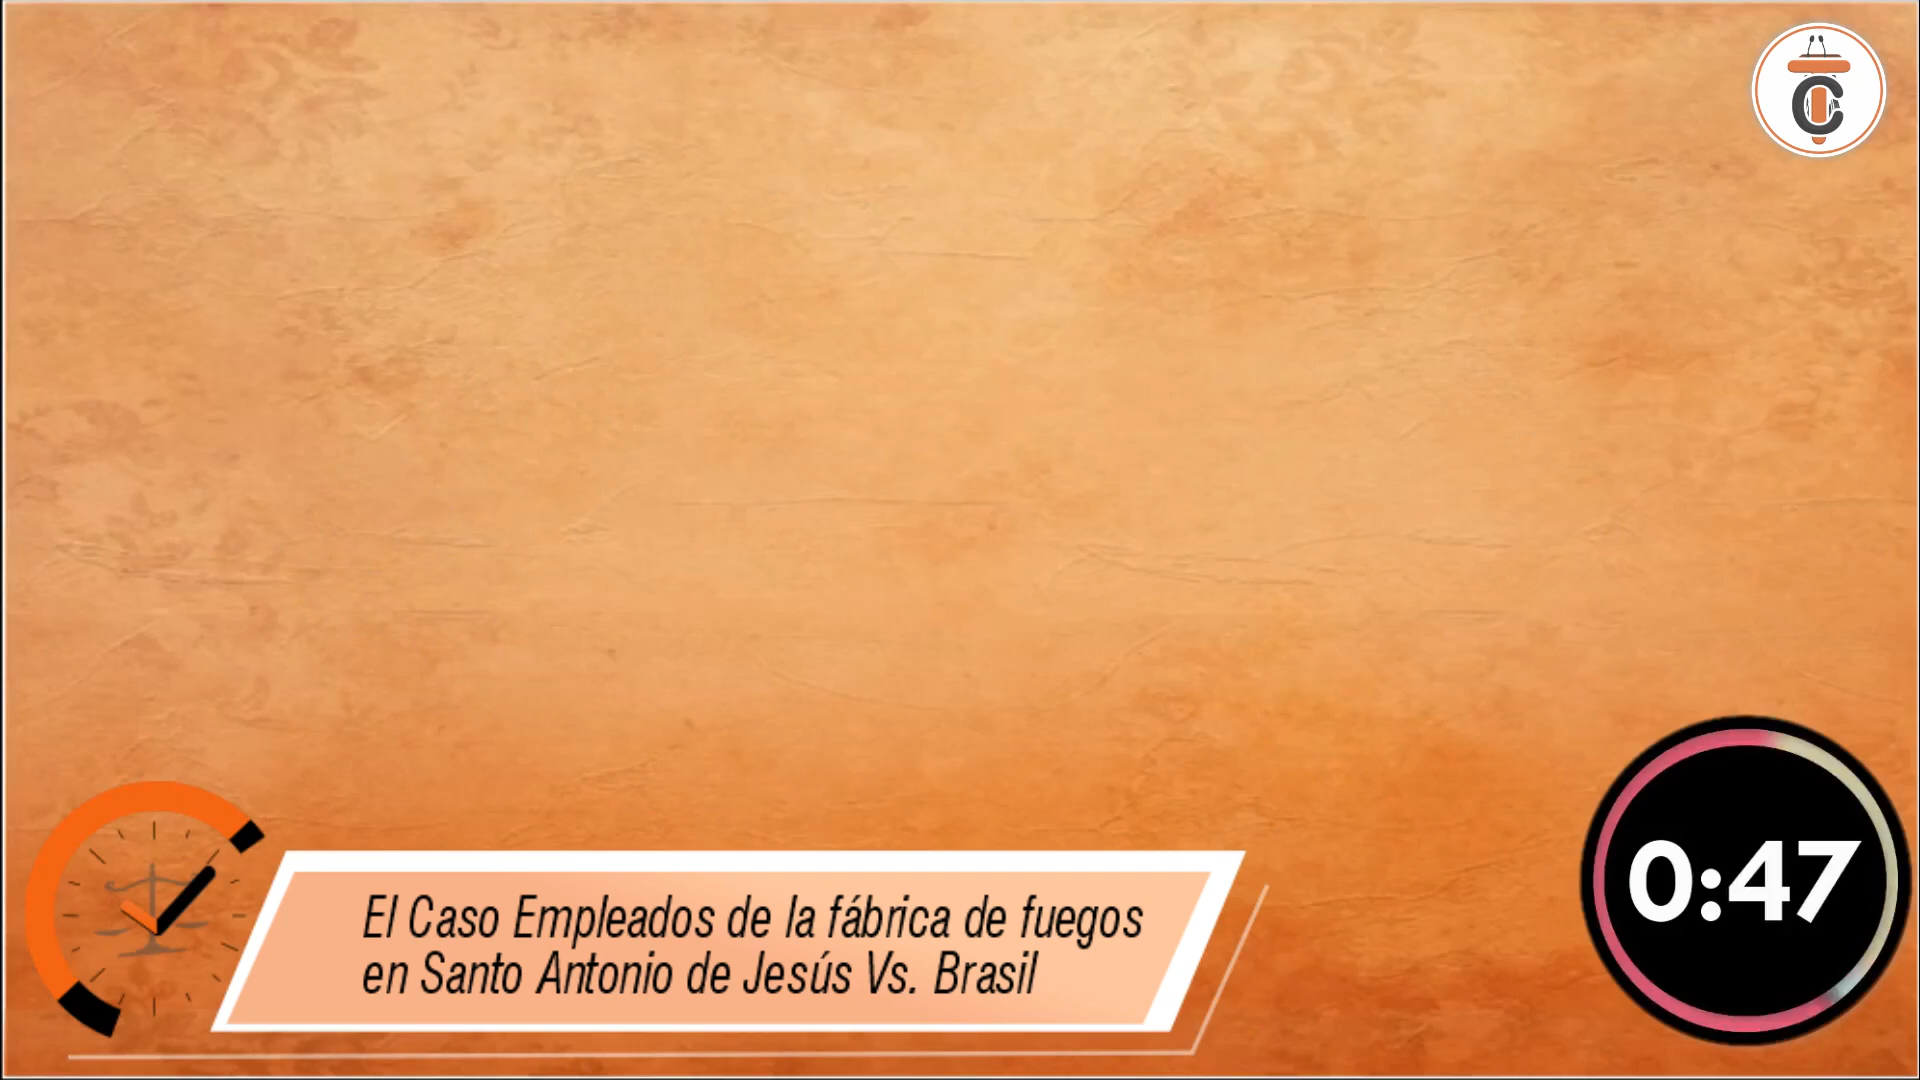 El Caso Empleados de la fábrica de fuegos
en Santo Antonio de Jesús Vs. Brasil
0:47